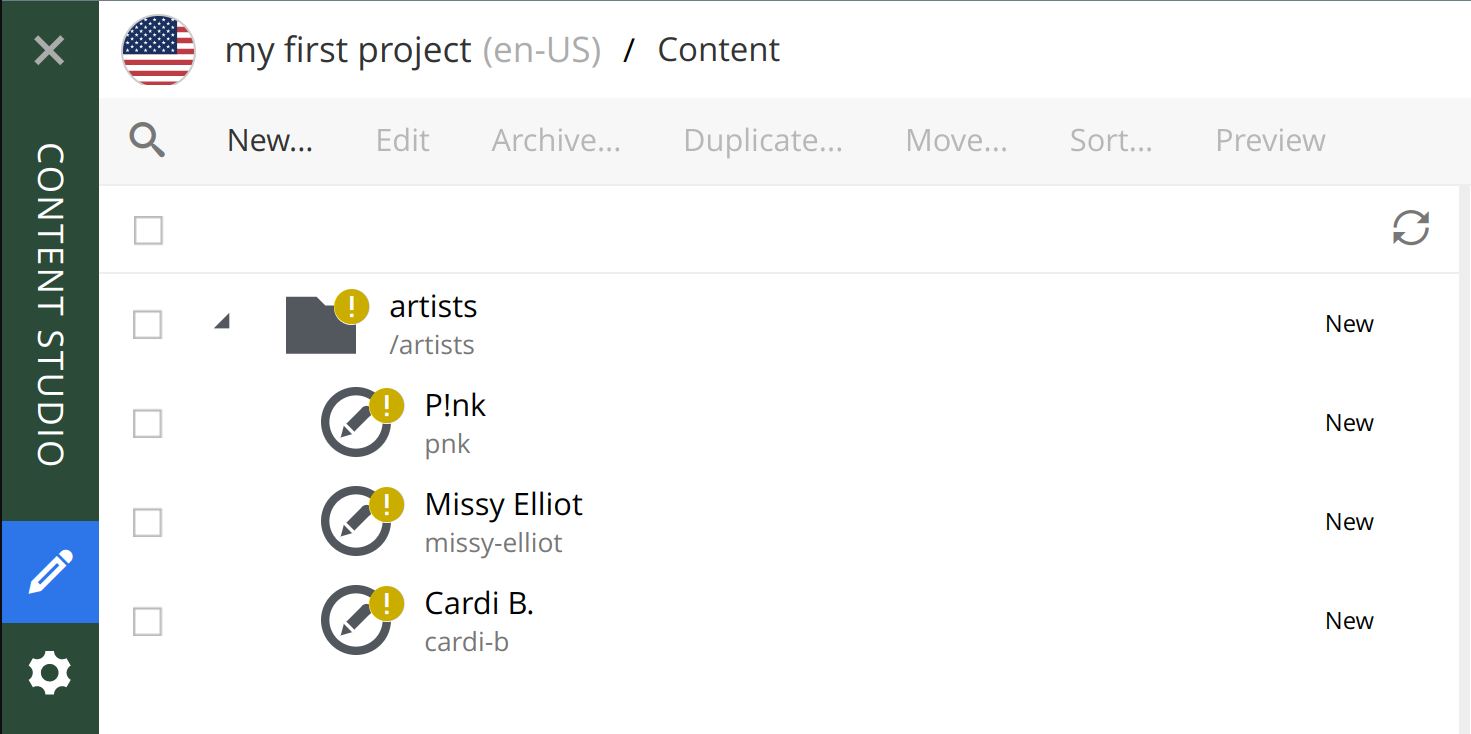 my first project (en-US) / Content
CONTENT STUDIO
New... Edit Archive... Duplicate... Move... Sort... Preview
artists
/artists
New
P!nk
pnk
New
Missy Elliot
missy-elliot
New
Cardi B.
cardi-b
New